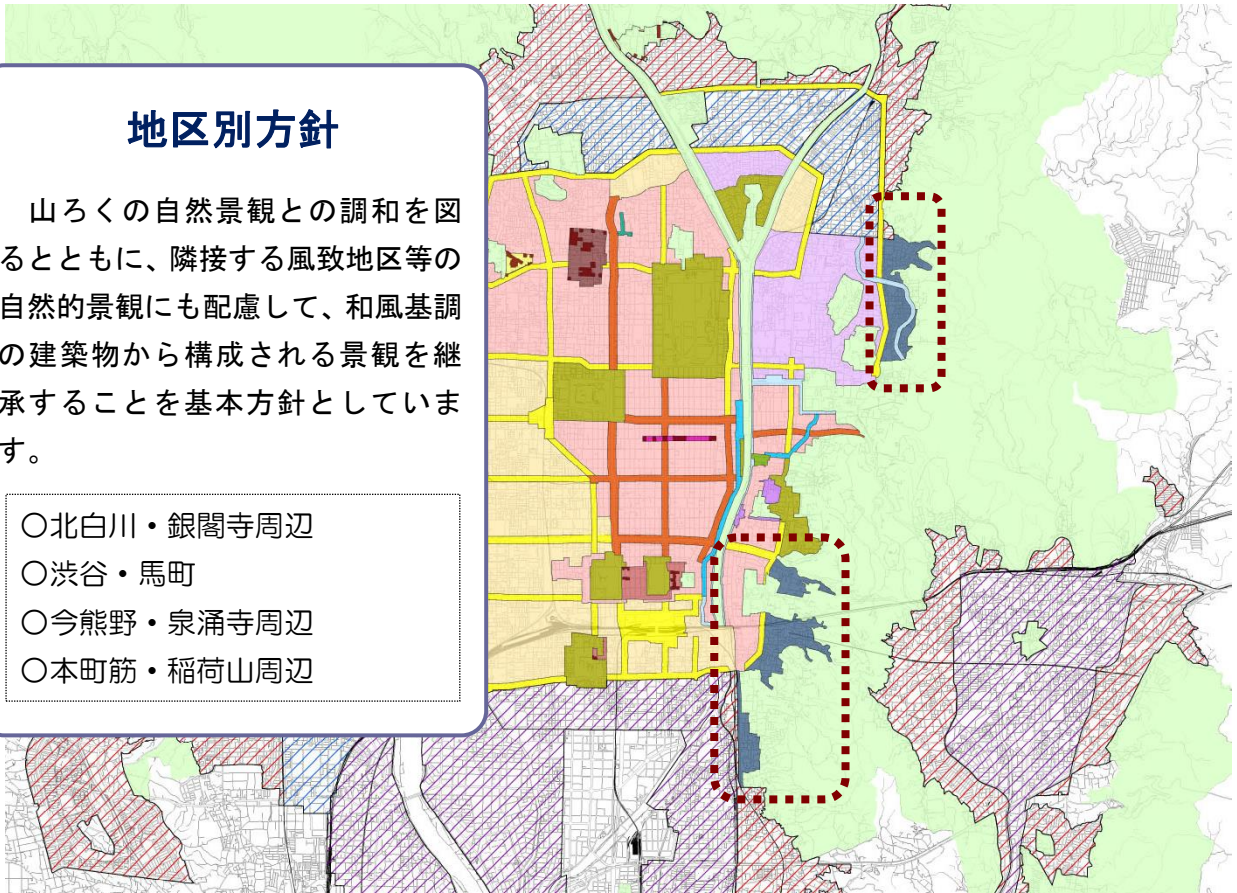 地区別方針
山ろくの自然景観との調和を図
るとともに、隣接する風致地区等の
自然的景観にも配慮して、和風基調
の建築物から構成される景観を継
承することを基本方針としていま
す。
○北白川・銀閣寺周辺
○渋谷・馬町
○今熊野・泉涌寺周辺
○本町筋・稲荷山周辺